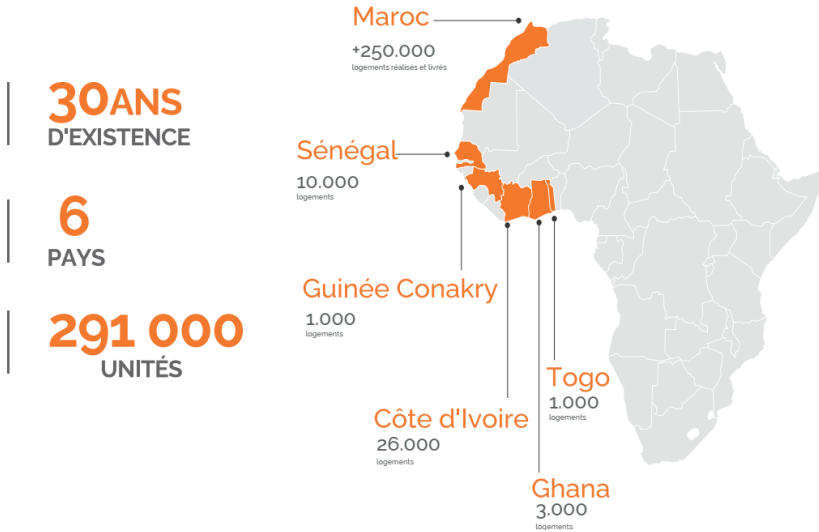 30ANS
D'EXISTENCE
6
PAYS
291 000
UNITÉS
Maroc
+250.000
logements réalisés et livrés
Sénégal
10.000
logements
Guinée Conakry
1.000
logements
Côte d'Ivoire
26.000
logements
Togo
1.000
logements
Ghana
3.000
logements